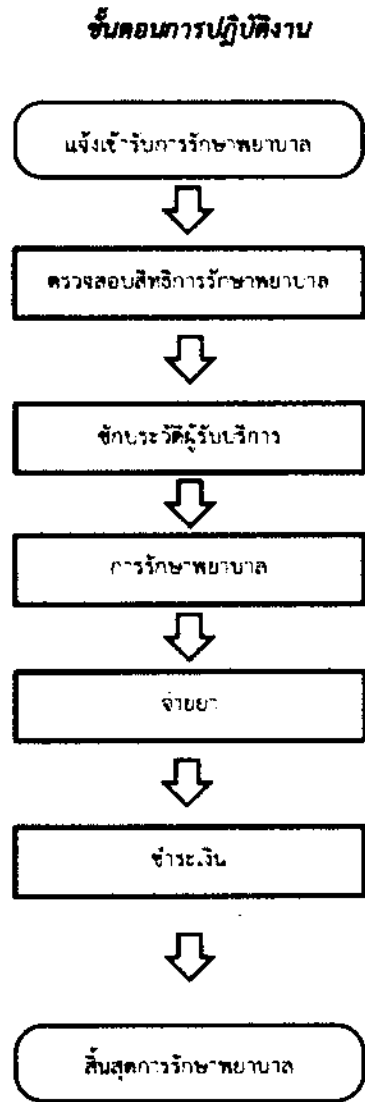 ขั้นตอนการปฏิบัติงาน
แจ้งเข้ารับการรักษาพยาบาล
ตรวจสอบสิทธิการรักษาพยาบาล
ซักประวัติผู้รับบริการ
การรักษาพยาบาล
จ่ายยา
ชำระเงิน
สิ้นสุดการรักษาพยาบาล